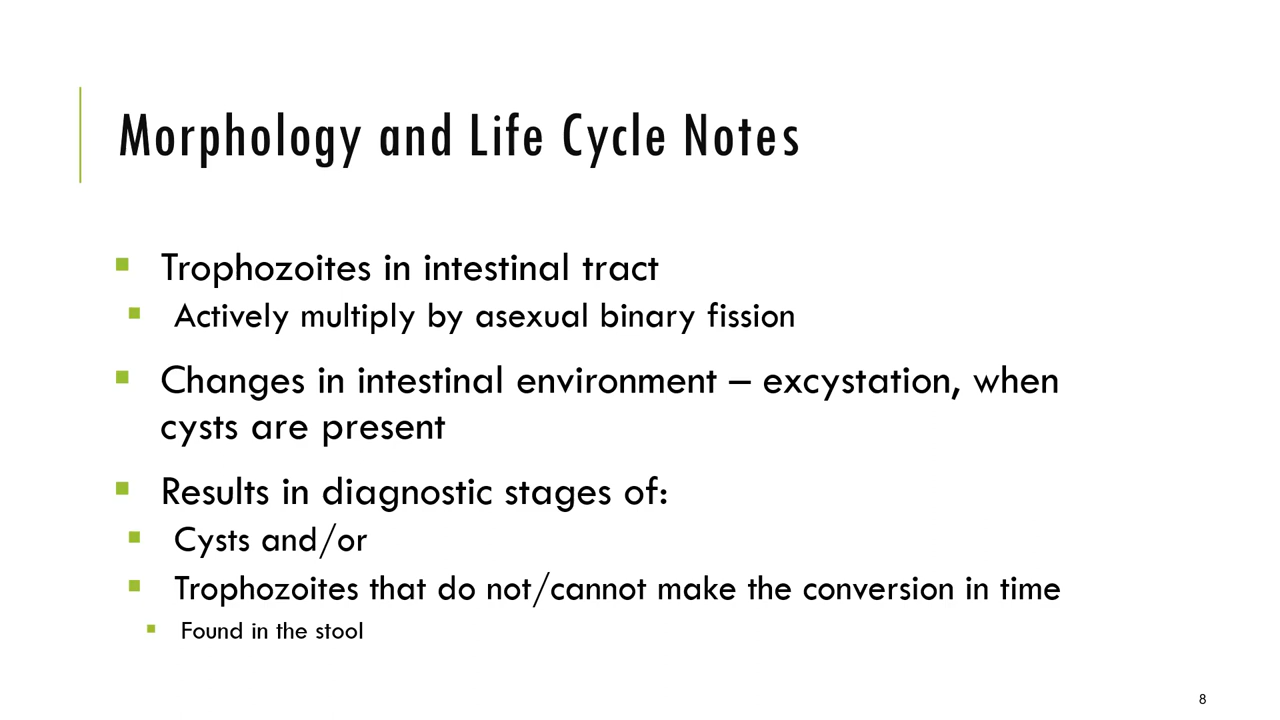 Morphology and Life Cycle Notes
Trophozoites in intestinal tract
Actively multiply by asexual binary fission
Changes in intestinal environment – excystation, when
cysts are present
Results in diagnostic stages of:
Cysts and/or
Trophozoites that do not/cannot make the conversion in time
Found in the stool
8